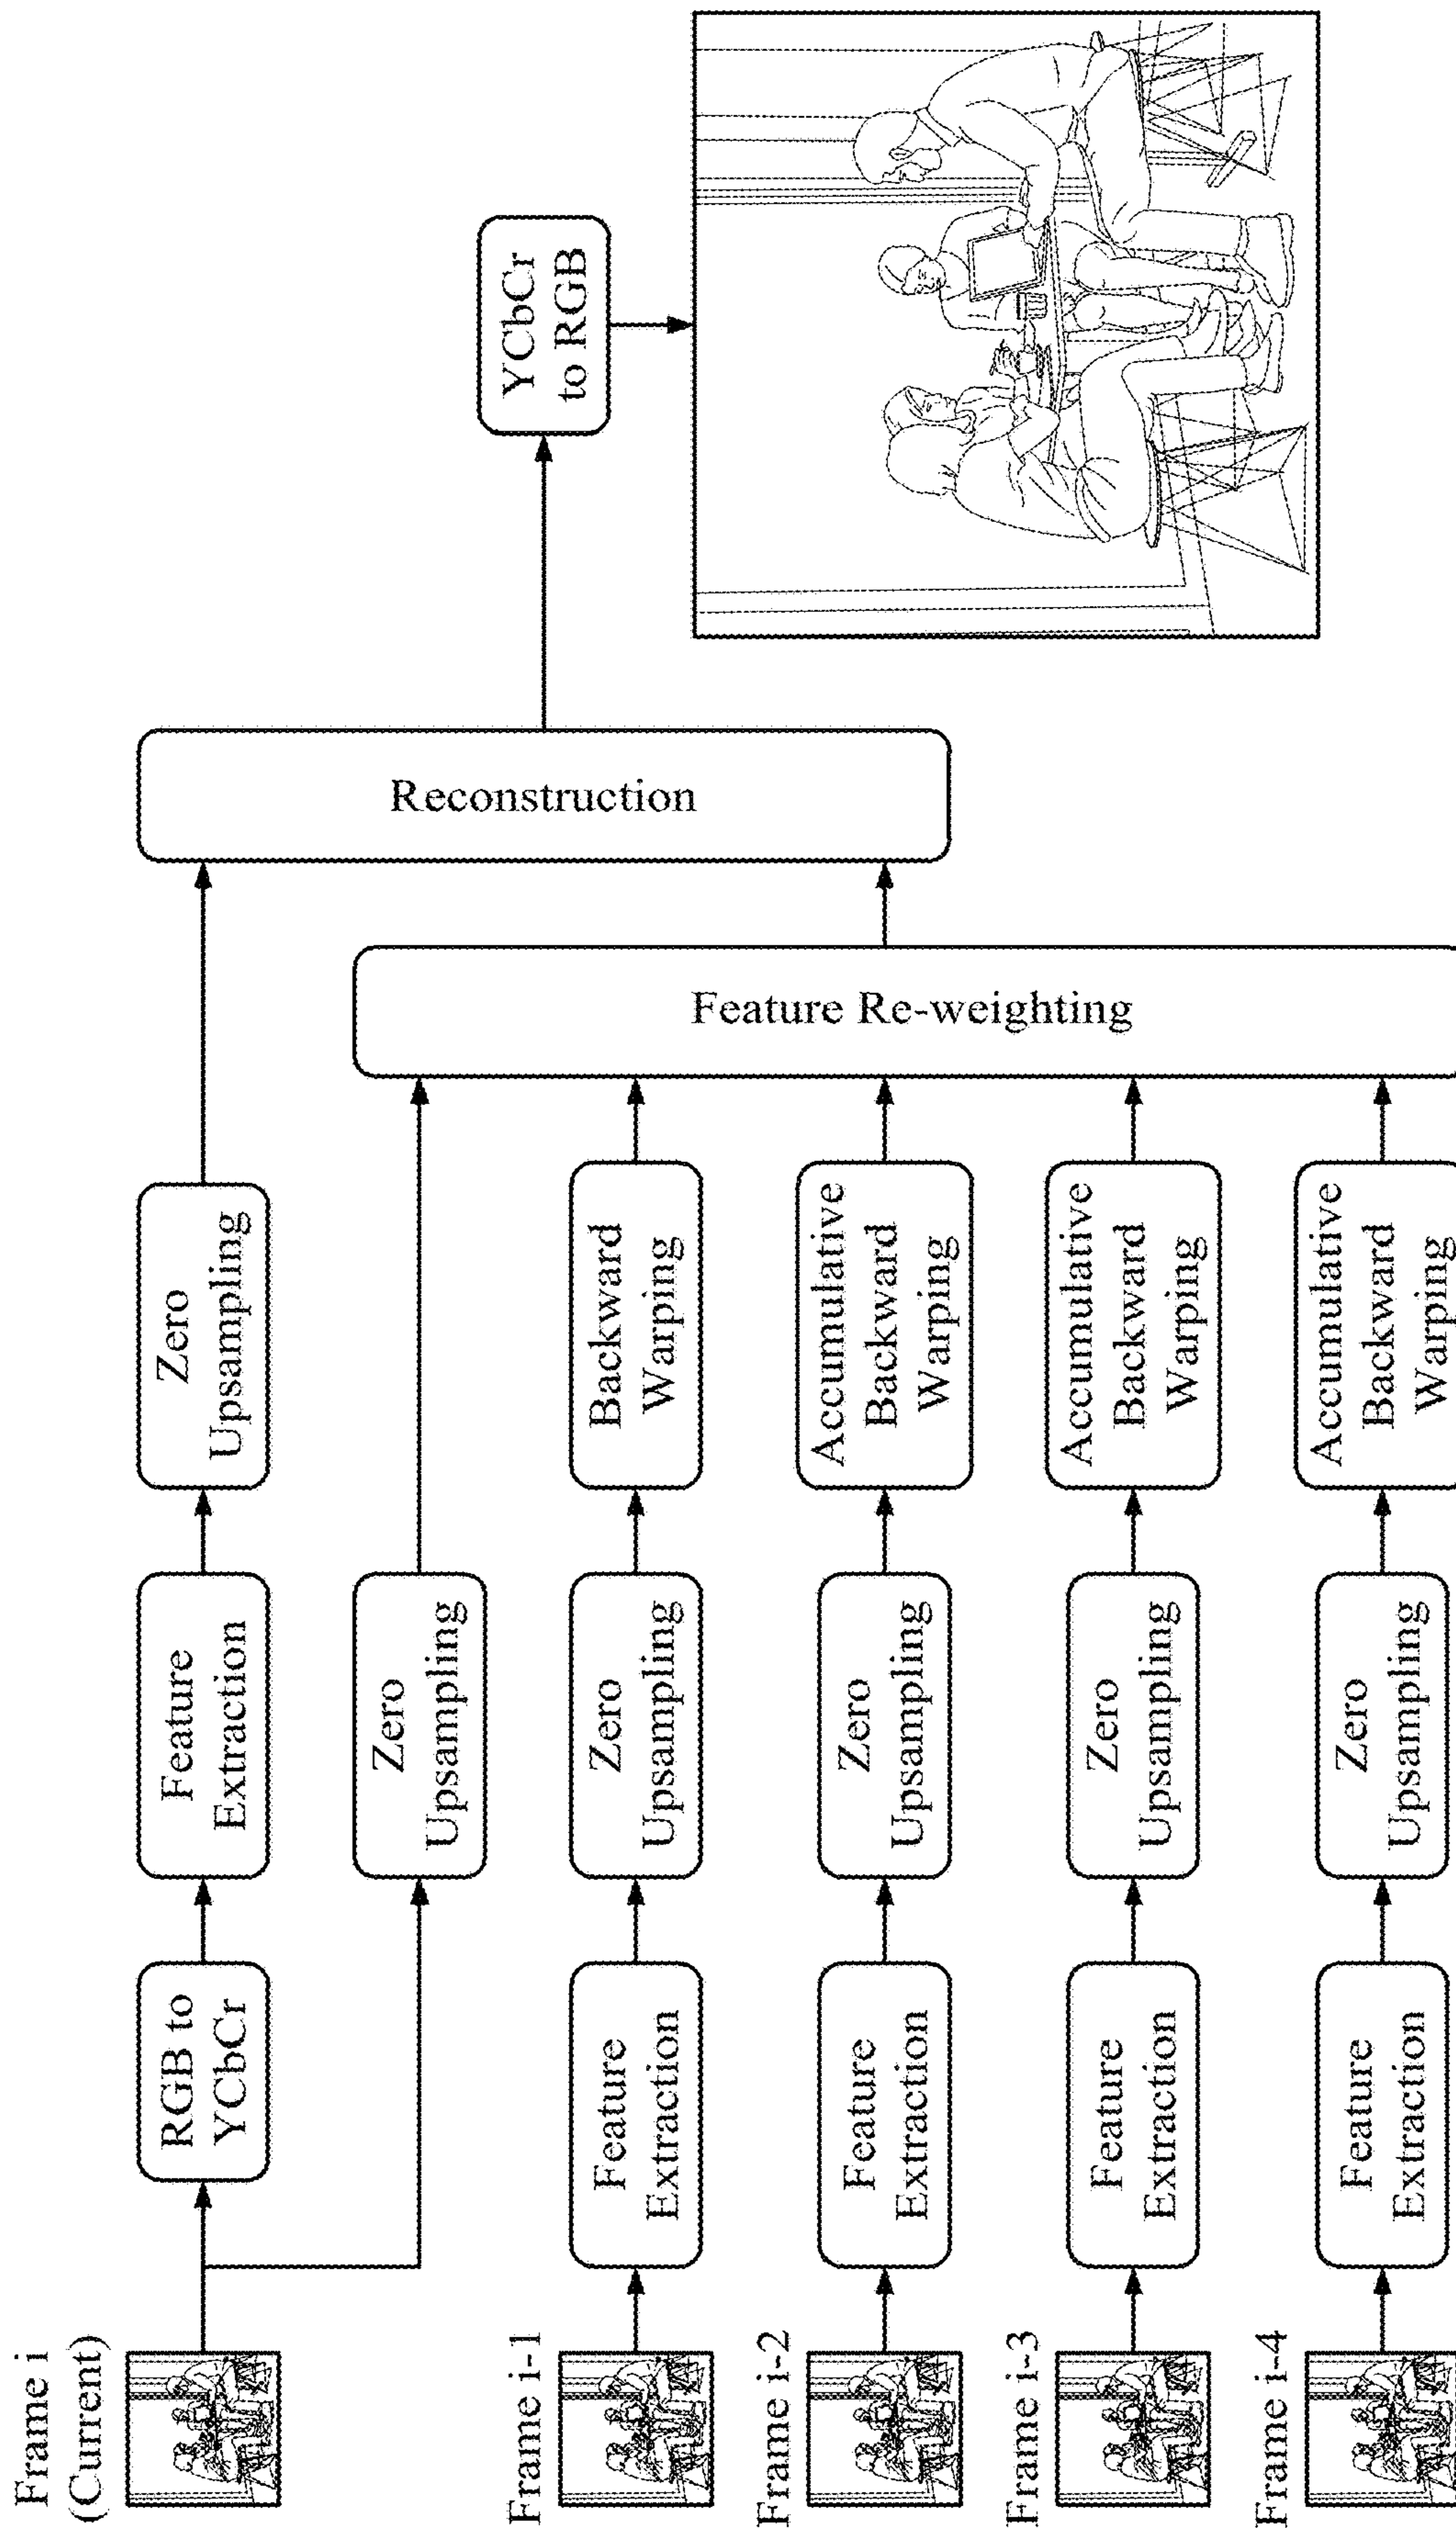 Frame i
(Current)
RGB to
YCbCr
Feature
Extraction
Zero
Upsampling
Zero
Upsampling
Frame i-1
Feature
Extraction
Zero
Upsampling
Backward
Warping
Frame i-2
Feature
Extraction
Zero
Upsampling
Accumulative
Backward
Warping
Frame i-3
Feature
Extraction
Zero
Upsampling
Accumulative
Backward
Warping
Frame i-4
Feature
Extraction
Zero
Upsampling
Accumulative
Backward
Warping
Feature Re-weighting
Reconstruction
YCbCr
to RGB